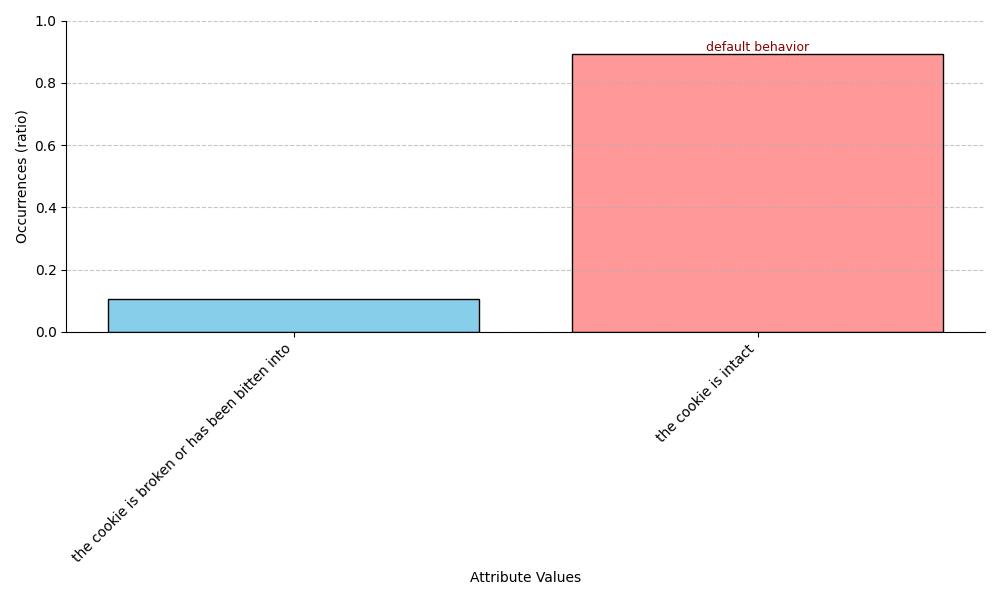 1.0
default behavior
0.8
0.6
0.4
0.2
0.0
Occurrences (ratio)
the cookie is broken or has been bitten into
the cookie is intact
Attribute Values